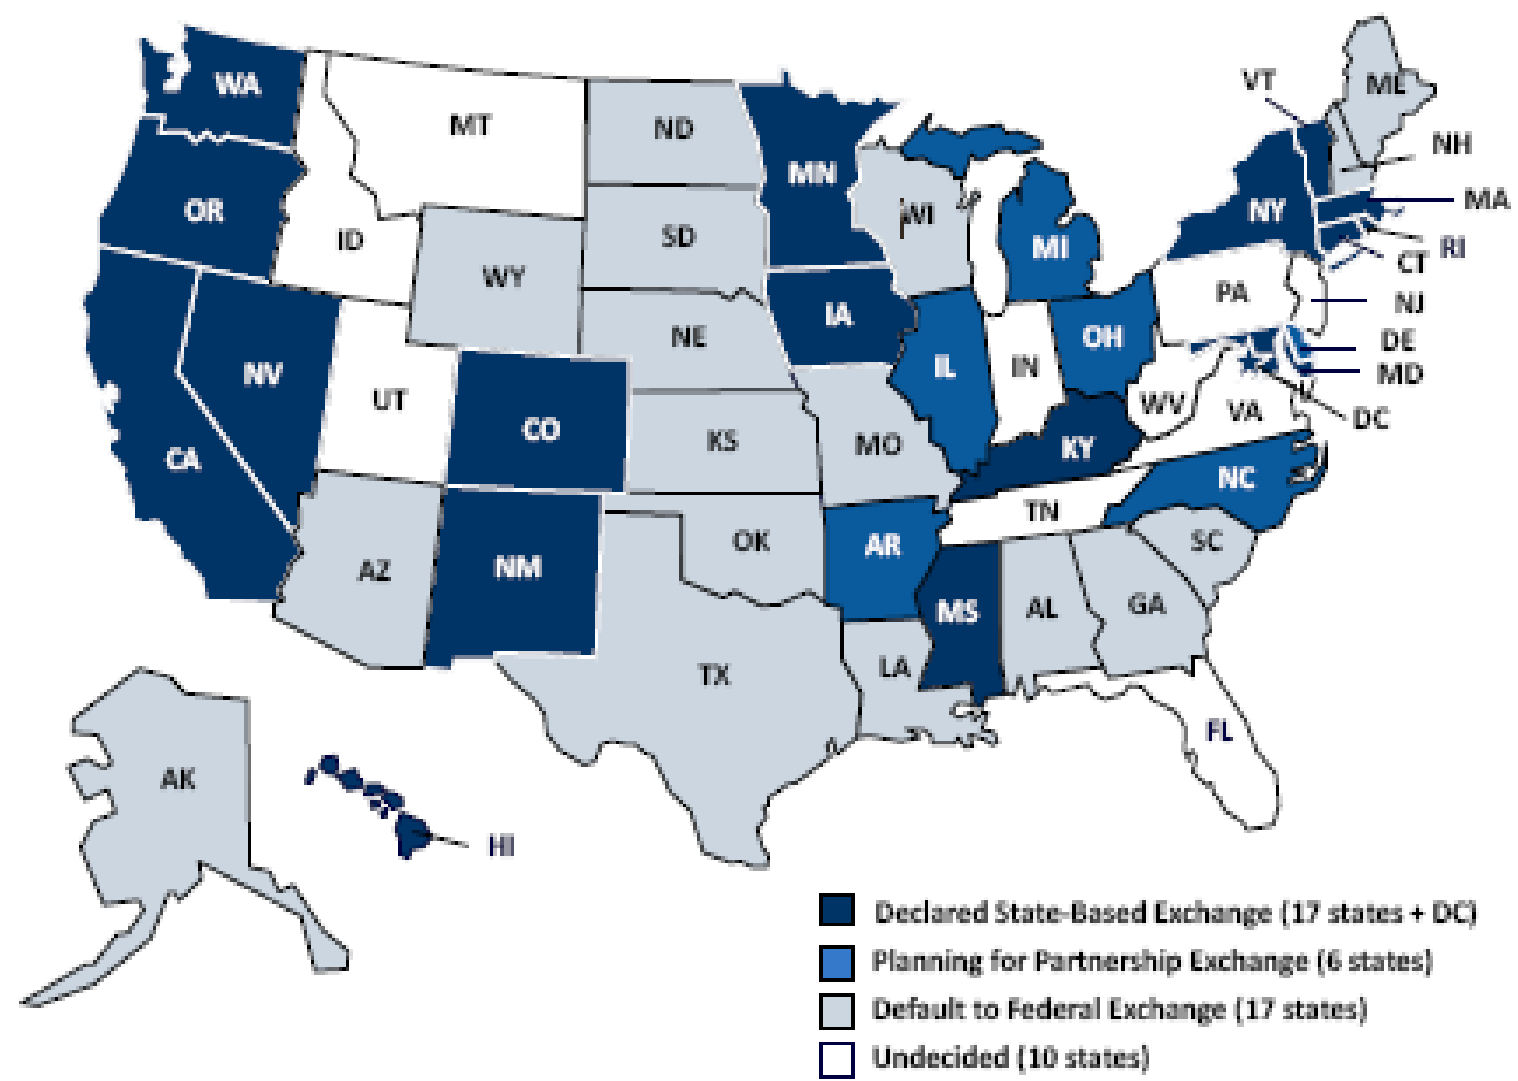 WA
MT
ND
MN
VT
ME
NH
OR
ID
SD
WI
MI
NY
MA
RI
CT
WY
NE
IA
PA
NJ
NV
UT
CO
KS
MO
IL
IN
OH
WV
VA
DE
MD
DC
CA
KY
NC
AZ
NM
OK
AR
TN
SC
TX
LA
MS
AL
GA
FL
AK
HI
Declared State-Based Exchange (17 states + DC)
Planning for Partnership Exchange (6 states)
Default to Federal Exchange (17 states)
Undecided (10 states)